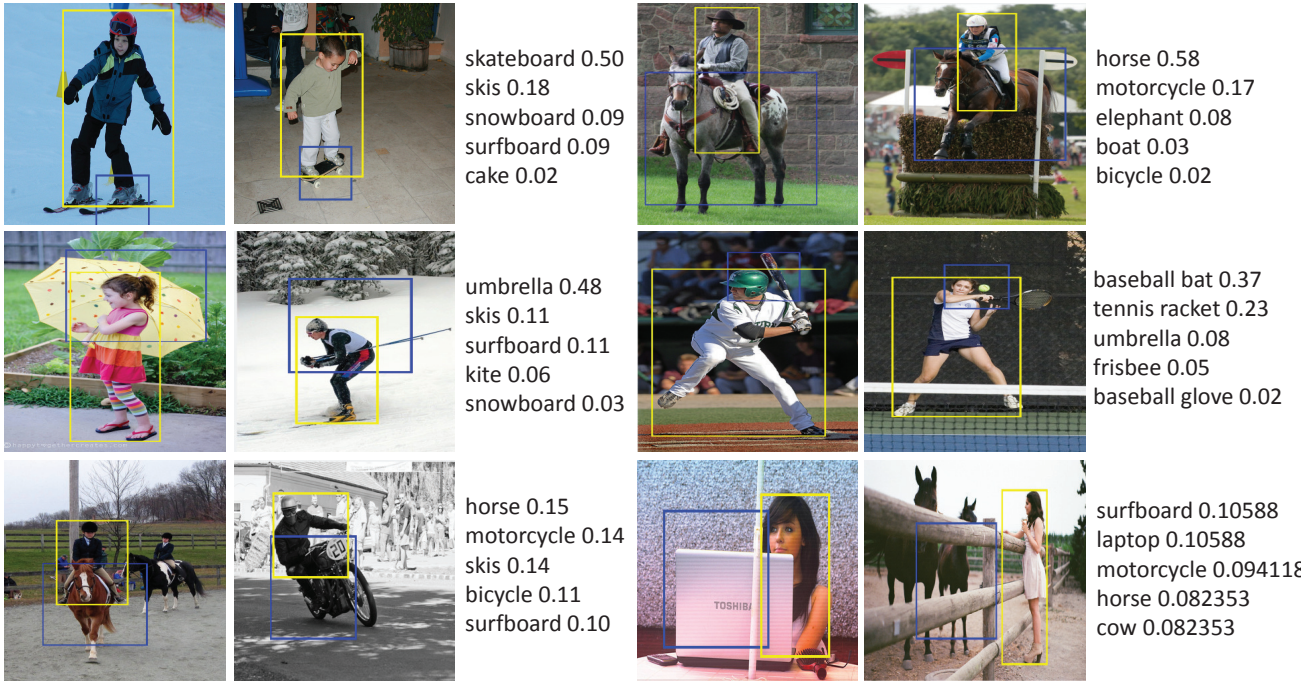 skateboard 0.50
skis 0.18
snowboard 0.09
surfboard 0.09
cake 0.02
horse 0.58
motorcycle 0.17
elephant 0.08
boat 0.03
bicycle 0.02
umbrella 0.48
skis 0.11
surfboard 0.11
kite 0.06
snowboard 0.03
baseball bat 0.37
tennis racket 0.23
umbrella 0.08
frisbee 0.05
baseball glove 0.02
horse 0.15
motorcycle 0.14
skis 0.14
bicycle 0.11
surfboard 0.10
20
TOSHIBA
surfboard 0.10588
laptop 0.10588
motorcycle 0.094118
horse 0.082353
cow 0.082353